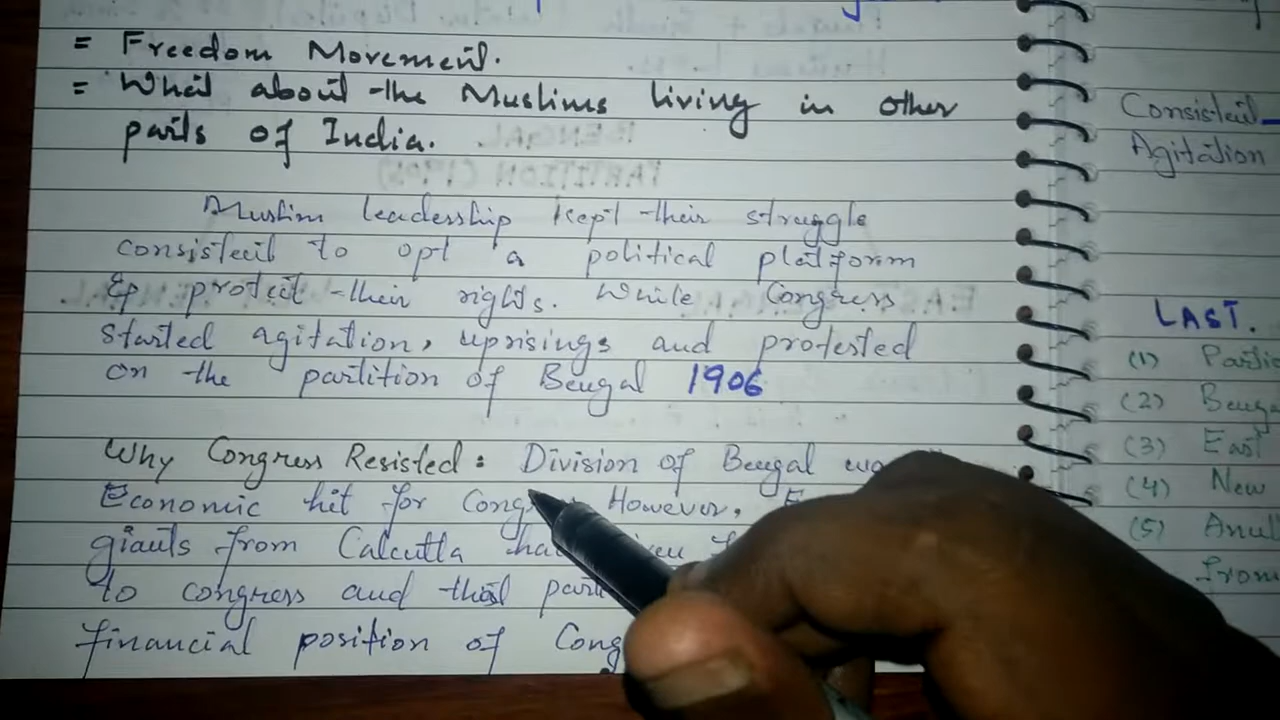 = Freedom Movement.
= What about the Muslims living in other
parts of India.
Muslim leadership kept their struggle
consistent to opt a political platform
& protect their rights. While Congress
started agitation, uprisings and protested
on the partition of Bengal 1906
Why Congress Resisted: Division of Bengal
Economic hit for However,
giants from Calcutta
to congress and that
financial position of
Consistent
Agitation
LAST.
(1)
(2)
(3) East
(4) New
(5)
from